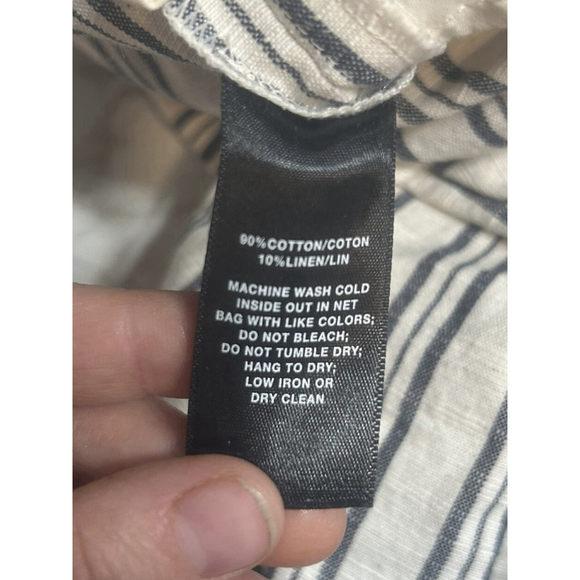 90%COTTON/COTON
10%LINEN/LIN
MACHINE WASH COLD
INSIDE OUT IN NET
BAG WITH LIKE COLORS;
DO NOT BLEACH;
DO NOT TUMBLE DRY;
HANG TO DRY;
LOW IRON OR
DRY CLEAN